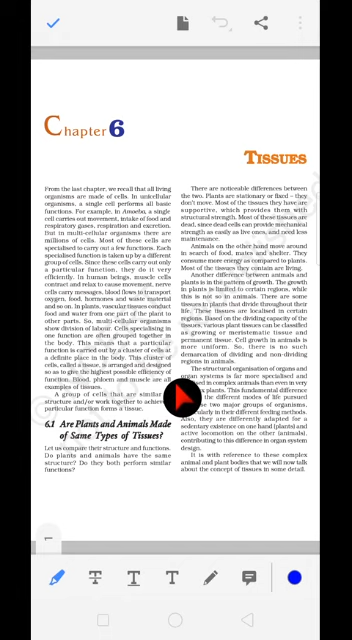 Chapter 6
TISSUES
From the last chapter, we recall that all living
organisms are made of cells. In unicellular
organisms, a single cell performs all basic
functions. For example, in Amoeba, a single
cell carries out movement, intake of food and
respiratory gases, respiration and excretion.
But in multi-cellular organisms there are
millions of cells. Most of these cells are
specialised to carry out a few functions. Each
specialised function is taken up by a different
group of cells. Since these cells carry out only
a particular function, they do it very
efficiently. In human beings, muscle cells
contract and relax to cause movement, nerve
cells carry messages, blood flows to transport
oxygen, food, hormones and waste material
and so on. In plants, vascular tissues conduct
food and water from one part of the plant to
other parts. So, multi-cellular organisms
show division of labour. Cells specialising in
one function are often grouped together in
the body. This means that a particular
function is carried out by a cluster of cells at
a definite place in the body. This cluster of
cells, called a tissue, is arranged and designed
so as to give the highest possible efficiency of
function. Blood, phloem and muscle are all
examples of tissues.
A group of cells that are similar in
structure and/or work together to achieve
particular function forms a tissue.
6.1 Are Plants and Animals Made
of Same Types of Tissues?
Let us compare their structure and functions.
Do plants and animals have the same
structure? Do they both perform similar
functions?
There are noticeable differences between
the two. Plants are stationary or fixed – they
don't move. Most of the tissues they have are
supportive, which provides them with
structural strength. Most of these tissues are
dead, since dead cells can provide mechanical
strength as easily as live ones, and need less
maintenance.
Animals on the other hand move around
in search of food, mates and shelter. They
consume more energy as compared to plants.
Most of the tissues they contain are living.
Another difference between animals and
plants is in the pattern of growth. The growth
in plants is limited to certain regions, while
this is not so in animals. There are some
tissues in plants that divide throughout their
life. These tissues are localised in certain
regions. Based on the dividing capacity of the
tissues, various plant tissues can be classified
as growing or meristematic tissue and
permanent tissue. Cell growth in animals is
more uniform. So, there is no such
demarcation of dividing and non-dividing
regions in animals.
The structural organisation of organs and
organ systems is far more specialised and
in complex animals than even in very
plants. This fundamental difference
the different modes of life pursued
two major groups of organisms,
in their different feeding methods.
Also, they are differently adapted for a
sedentary existence on one hand (plants) and
active locomotion on the other (animals),
contributing to this difference in organ system
design.
It is with reference to these complex
animal and plant bodies that we will now talk
about the concept of tissues in some detail.
1
T T T